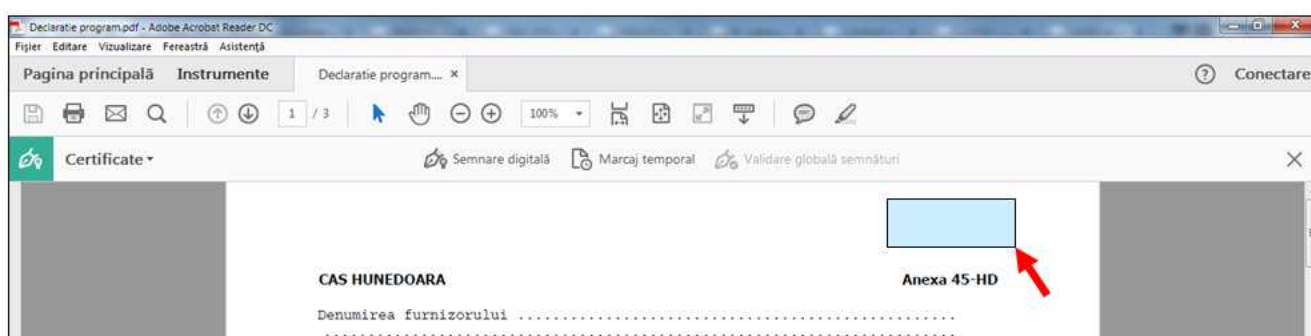 Declaratie program.pdf - Adobe Acrobat Reader DC
Fișier Editare Vizualizare Fereastră Asistență
Pagina principală Instrumente Declaratie program.... × ? Conectare
1 / 3 100%
Certificate Semnare digitală Marcaj temporal Validare globală semnături
CAS HUNEDOARA Anexa 45-HD
Denumirea furnizorului ..................................................
........................................................................